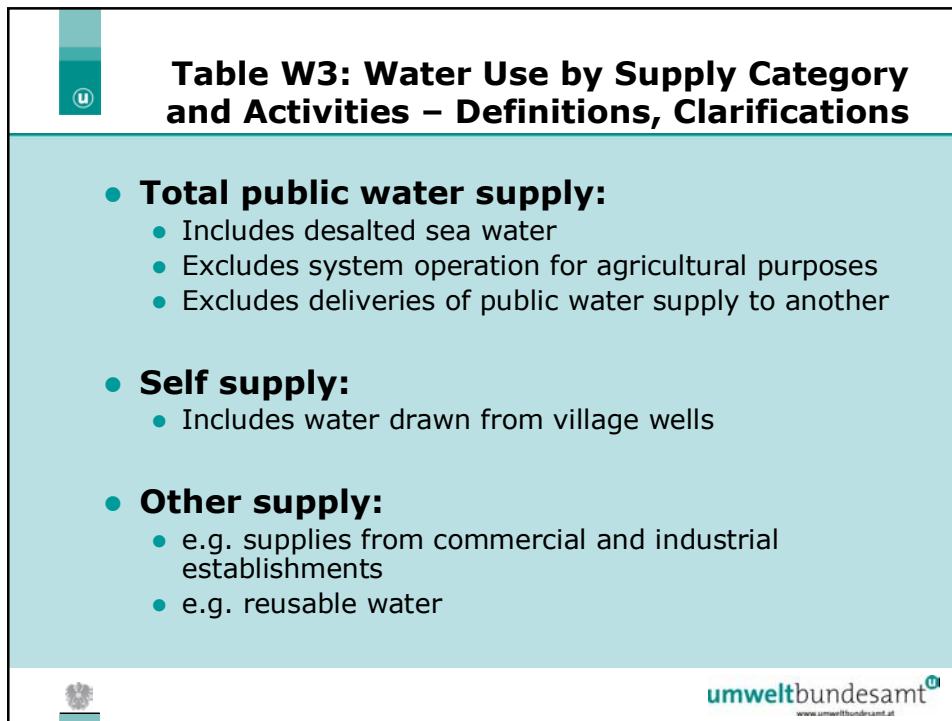 u
Table W3: Water Use by Supply Category
and Activities – Definitions, Clarifications
• Total public water supply:
• Includes desalted sea water
• Excludes system operation for agricultural purposes
• Excludes deliveries of public water supply to another
• Self supply:
• Includes water drawn from village wells
• Other supply:
• e.g. supplies from commercial and industrial
establishments
• e.g. reusable water
umweltbundesamt u
www.umweltbundesamt.at